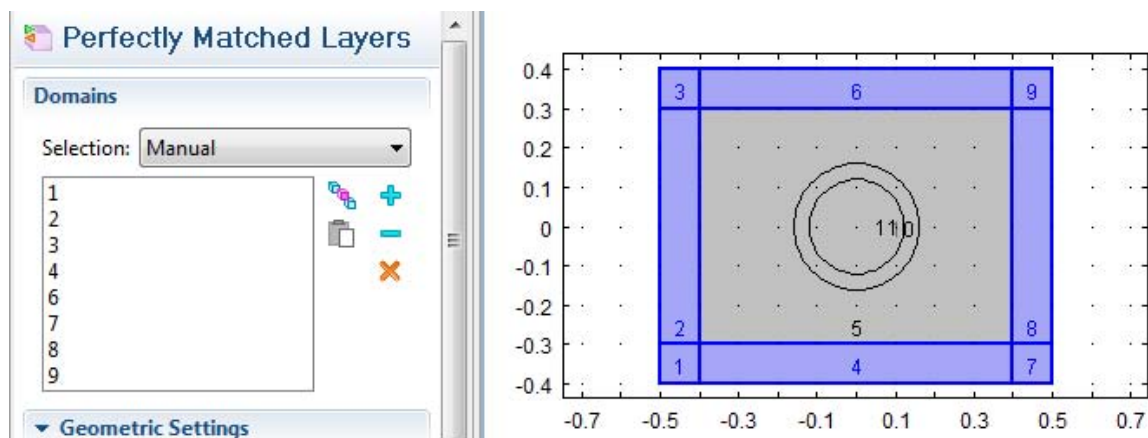 Perfectly Matched Layers
Domains
Selection: Manual
1
2
3
4
6
7
8
9
Geometric Settings
0.4
0.3
0.2
0.1
0
-0.1
-0.2
-0.3
-0.4
3 6 9
11 10
2 5 8
1 4 7
-0.7 -0.5 -0.3 -0.1 0.1 0.3 0.5 0.7